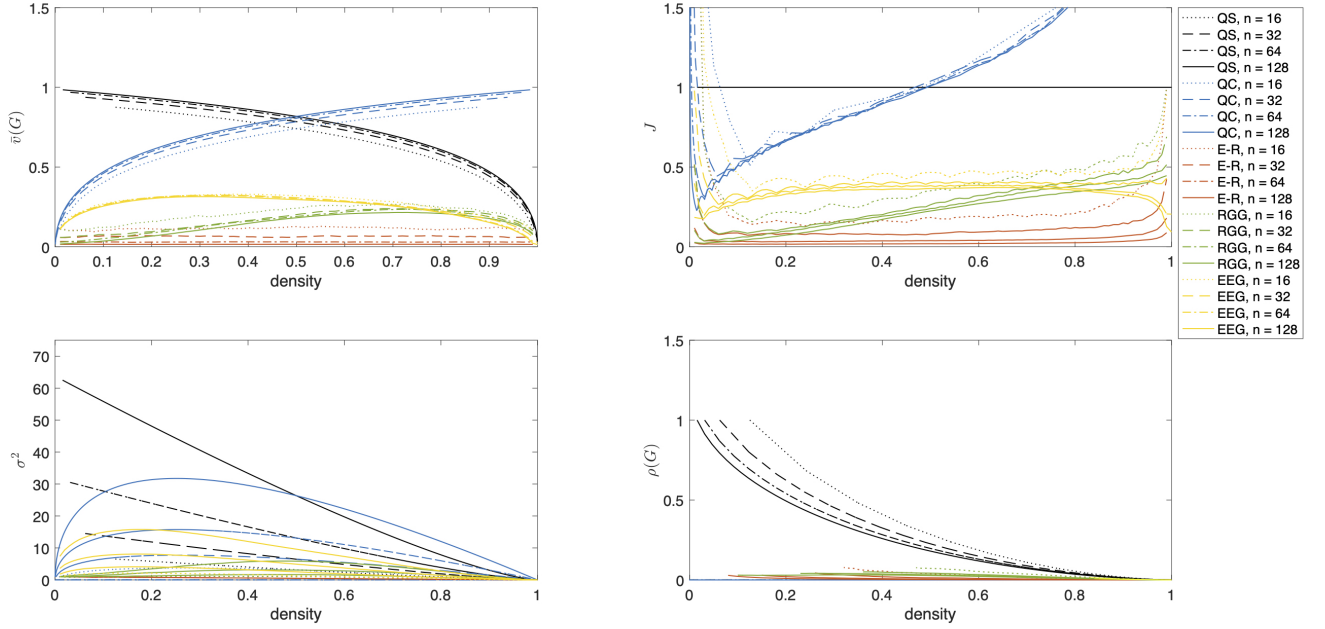 1.5
1
0.5
0
v̄(G)
0 0.1 0.2 0.3 0.4 0.5 0.6 0.7 0.8 0.9
density
1.5
1
0.5
0
J
0 0.2 0.4 0.6 0.8 1
density
QS, n = 16
QS, n = 32
QS, n = 64
QS, n = 128
QC, n = 16
QC, n = 32
QC, n = 64
QC, n = 128
E-R, n = 16
E-R, n = 32
E-R, n = 64
E-R, n = 128
RGG, n = 16
RGG, n = 32
RGG, n = 64
RGG, n = 128
EEG, n = 16
EEG, n = 32
EEG, n = 64
EEG, n = 128
70
60
50
40
30
20
10
0
σ²
0 0.2 0.4 0.6 0.8 1
density
1.5
1
0.5
0
ρ(G)
0.2 0.4 0.6 0.8 1
density